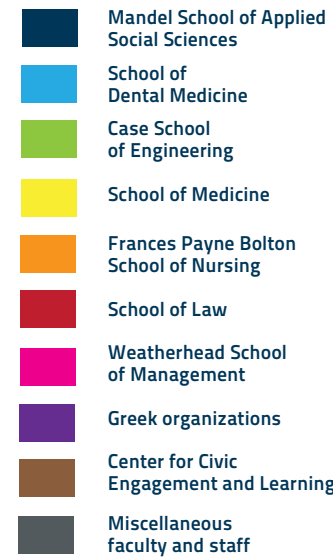 Mandel School of Applied
Social Sciences
School of
Dental Medicine
Case School
of Engineering
School of Medicine
Frances Payne Bolton
School of Nursing
School of Law
Weatherhead School
of Management
Greek organizations
Center for Civic
Engagement and Learning
Miscellaneous
faculty and staff